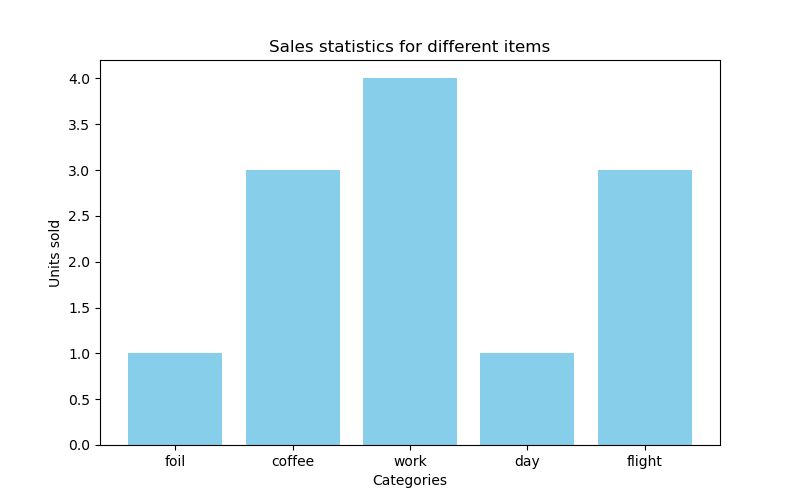 Sales statistics for different items
Units sold
4.0
3.5
3.0
2.5
2.0
1.5
1.0
0.5
0.0
foil coffee work day flight
Categories